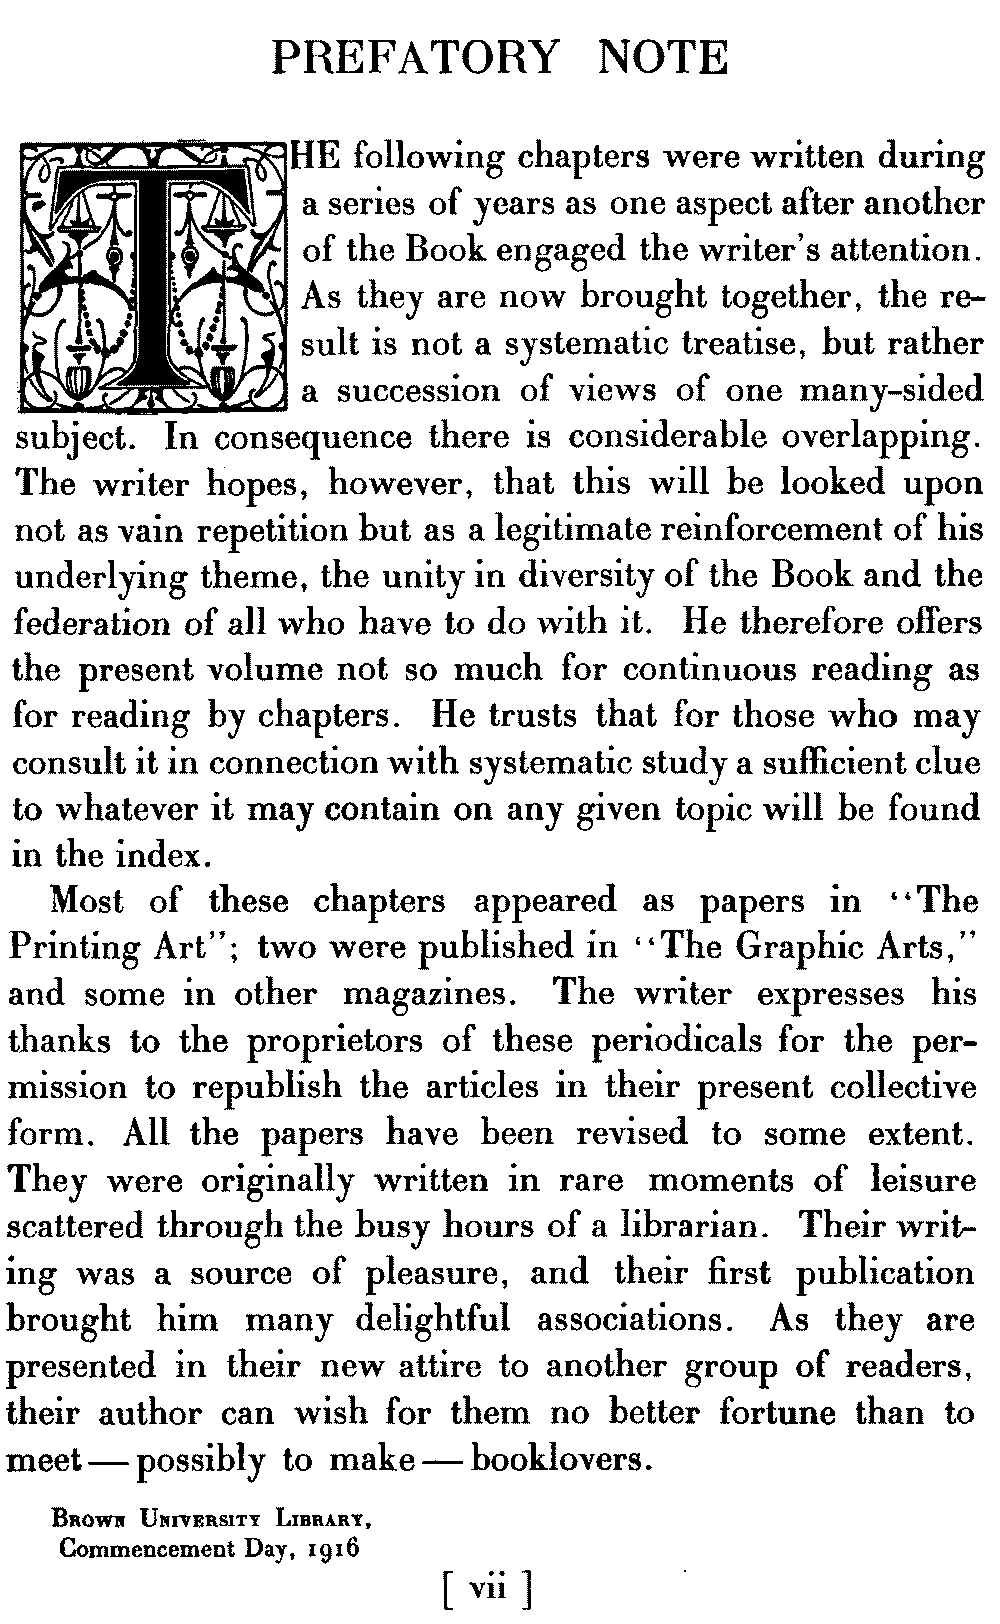 PREFATORY NOTE
THE following chapters were written during
a series of years as one aspect after another
of the Book engaged the writer's attention.
As they are now brought together, the re-
sult is not a systematic treatise, but rather
a succession of views of one many-sided
subject. In consequence there is considerable overlapping.
The writer hopes, however, that this will be looked upon
not as vain repetition but as a legitimate reinforcement of his
underlying theme, the unity in diversity of the Book and the
federation of all who have to do with it. He therefore offers
the present volume not so much for continuous reading as
for reading by chapters. He trusts that for those who may
consult it in connection with systematic study a sufficient clue
to whatever it may contain on any given topic will be found
in the index.
Most of these chapters appeared as papers in "The
Printing Art"; two were published in "The Graphic Arts,"
and some in other magazines. The writer expresses his
thanks to the proprietors of these periodicals for the per-
mission to republish the articles in their present collective
form. All the papers have been revised to some extent.
They were originally written in rare moments of leisure
scattered through the busy hours of a librarian. Their writ-
ing was a source of pleasure, and their first publication
brought him many delightful associations. As they are
presented in their new attire to another group of readers,
their author can wish for them no better fortune than to
meet — possibly to make — booklovers.
BROWN UNIVERSITY LIBRARY,
Commencement Day, 1916
[ vii ]